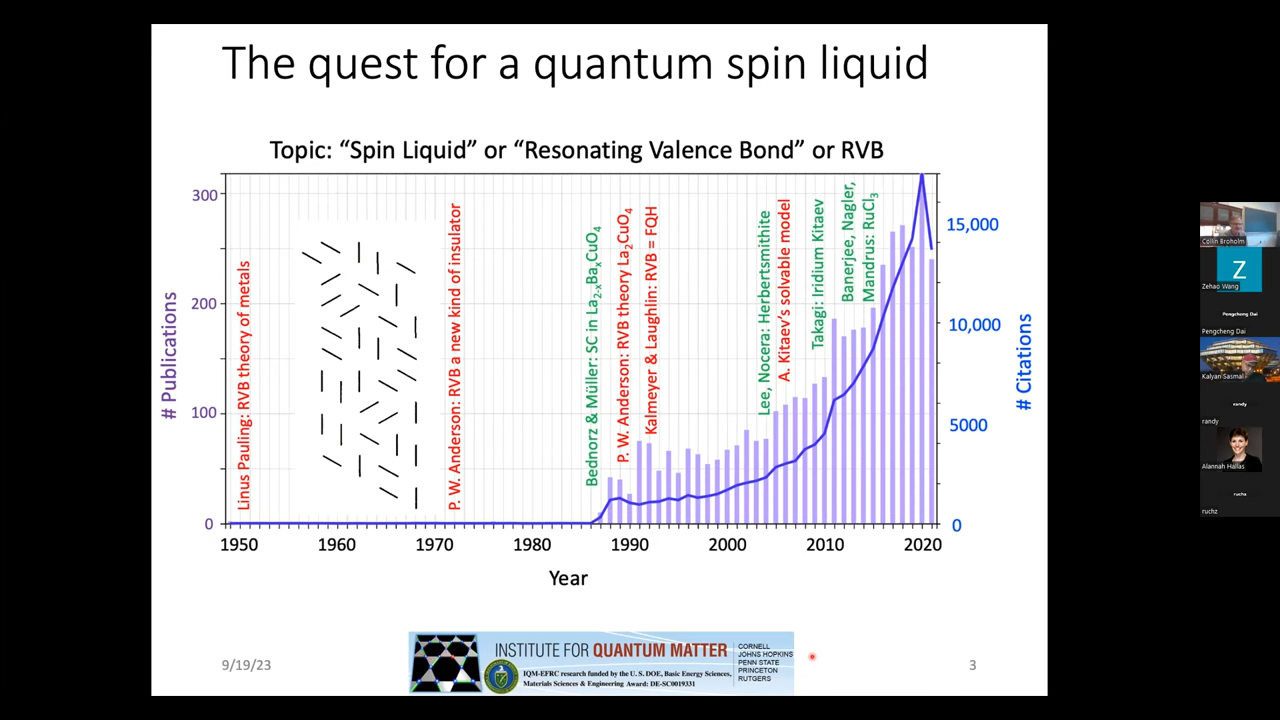 The quest for a quantum spin liquid
Topic: “Spin Liquid” or “Resonating Valence Bond” or RVB
# Publications
300
200
100
0
Linus Pauling: RVB theory of metals
P. W. Anderson: RVB a new kind of insulator
Bednorz & Müller: SC in La2-xBaxCuO4
P. W. Anderson: RVB theory La2CuO4
Kalmeyer & Laughlin: RVB = FQH
Lee, Nocera: Herbertsmithite
A. Kitaev’s solvable model
Takagi: Iridium Kitaev
Banerjee, Nagler,
Mandrus: RuCl3
15,000
10,000
5000
0
# Citations
1950 1960 1970 1980 1990 2000 2010 2020
Year
9/19/23
INSTITUTE FOR QUANTUM MATTER
IQM-EFRC research funded by the U. S. DOE, Basic Energy Sciences,
Materials Sciences & Engineering Award: DE-SC0019331
CORNELL
JOHNS HOPKINS
PENN STATE
PRINCETON
RUTGERS
3
Collin Broholm
Z
Zehao Wang
Pengcheng Dai
Pengcheng Dai
Kalyan Sasmal
randy
randy
Alannah Hallas
ruchz
ruchz